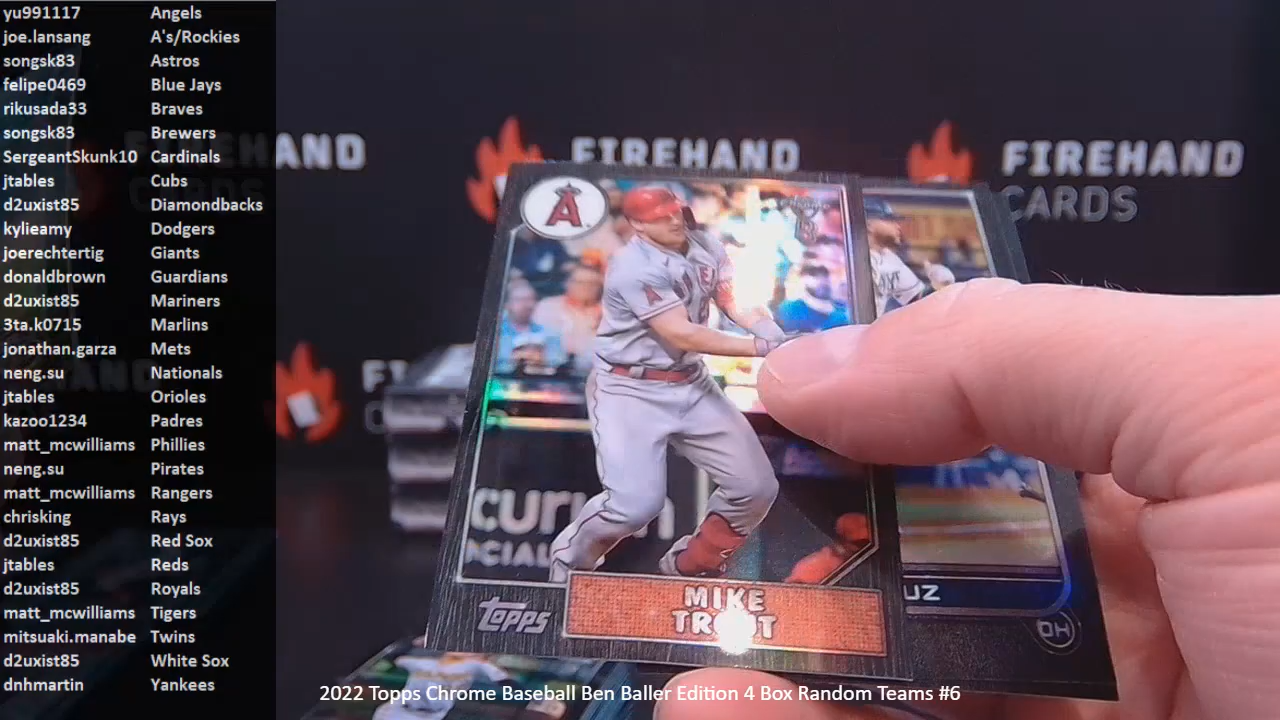 yu991117 Angels
joe.lansang A's/Rockies
songsk83 Astros
felipe0469 Blue Jays
rikusada33 Braves
songsk83 Brewers
SergeantSkunk10 Cardinals
jtables Cubs
d2uxist85 Diamondbacks
kylieamy Dodgers
joerechtertig Giants
donaldbrown Guardians
d2uxist85 Mariners
3ta.k0715 Marlins
jonathan.garza Mets
neng.su Nationals
jtables Orioles
kazoo1234 Padres
matt_mcwilliams Phillies
neng.su Pirates
matt_mcwilliams Rangers
chrisking Rays
d2uxist85 Red Sox
jtables Reds
d2uxist85 Royals
matt_mcwilliams Tigers
mitsuaki.manabe Twins
d2uxist85 White Sox
dnhmartin Yankees
FIREHAND
CARDS
FIREHAND
FIREHAND
CARDS
A
topps
MIKE
TROUT
UZ
DH
2022 Topps Chrome Baseball Ben Baller Edition 4 Box Random Teams #6